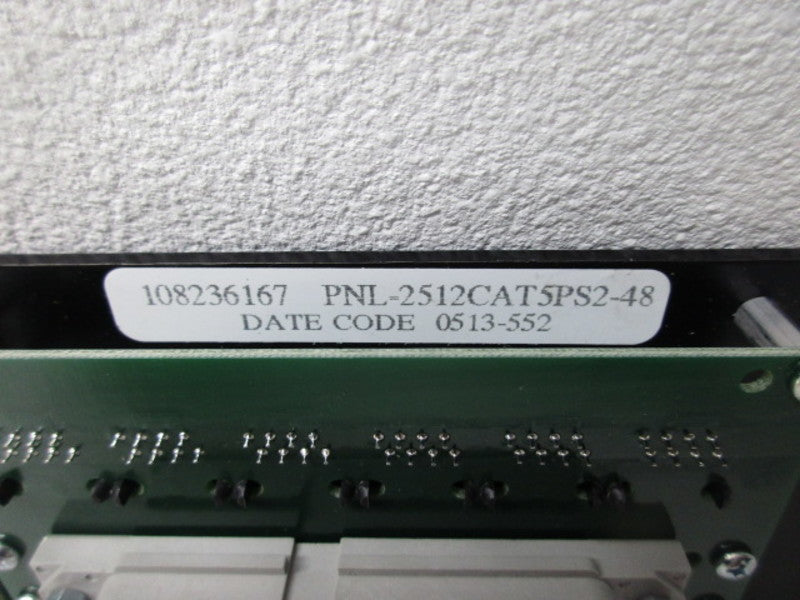 108236167 PNL-2512CAT5PS2-48
DATE CODE 0513-552